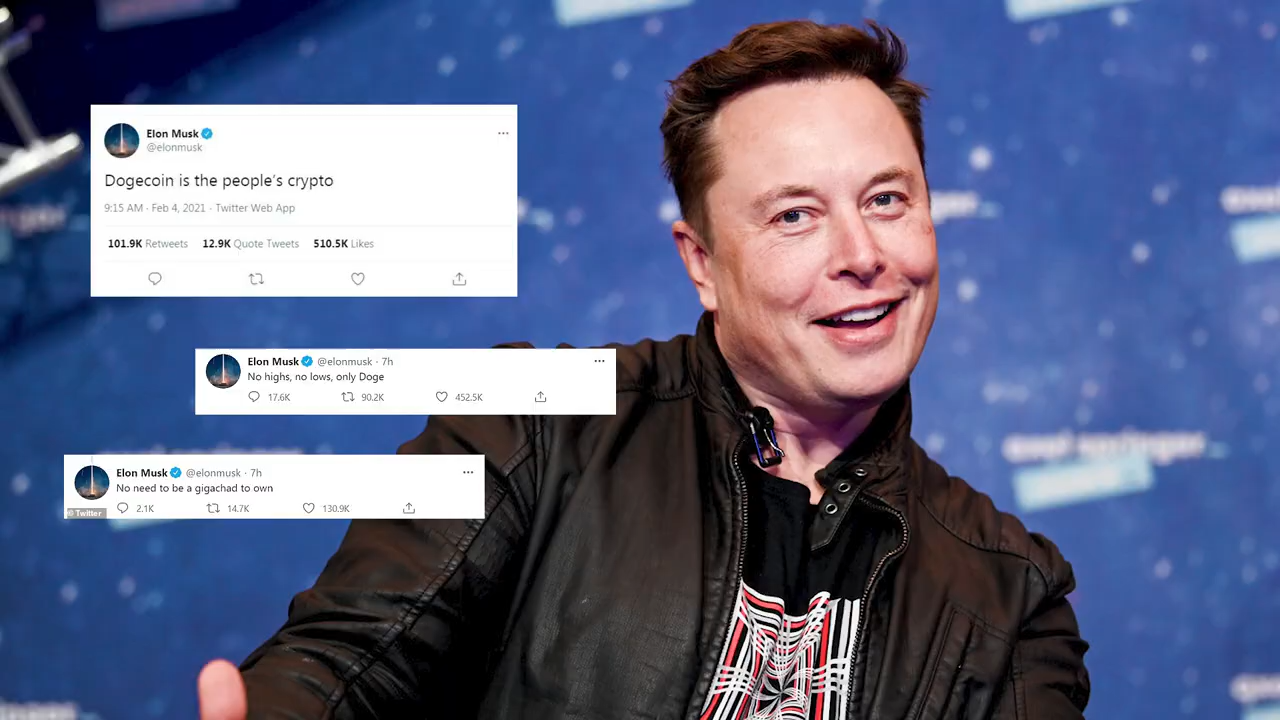 Elon Musk
@elonmusk
Dogecoin is the people's crypto
9:15 AM · Feb 4, 2021 · Twitter Web App
101.9K Retweets 12.9K Quote Tweets 510.5K Likes
Elon Musk @elonmusk · 7h
No highs, no lows, only Doge
17.6K 90.2K 452.5K
Elon Musk @elonmusk · 7h
No need to be a gigachad to own
2.1K 14.7K 130.9K
© Twitter
axel springer